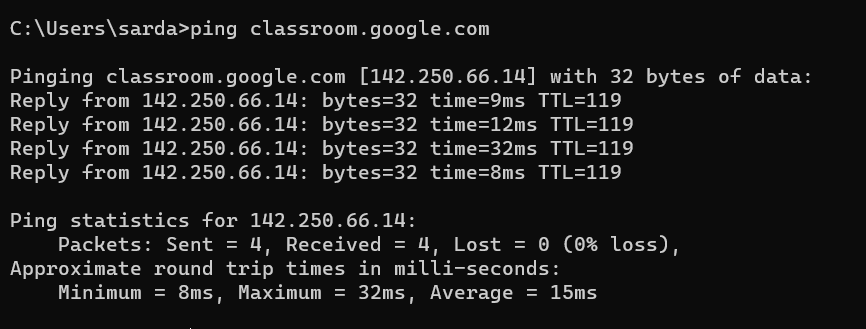 C:\Users\sarda>ping classroom.google.com
Pinging classroom.google.com [142.250.66.14] with 32 bytes of data:
Reply from 142.250.66.14: bytes=32 time=9ms TTL=119
Reply from 142.250.66.14: bytes=32 time=12ms TTL=119
Reply from 142.250.66.14: bytes=32 time=32ms TTL=119
Reply from 142.250.66.14: bytes=32 time=8ms TTL=119
Ping statistics for 142.250.66.14:
Packets: Sent = 4, Received = 4, Lost = 0 (0% loss),
Approximate round trip times in milli-seconds:
Minimum = 8ms, Maximum = 32ms, Average = 15ms